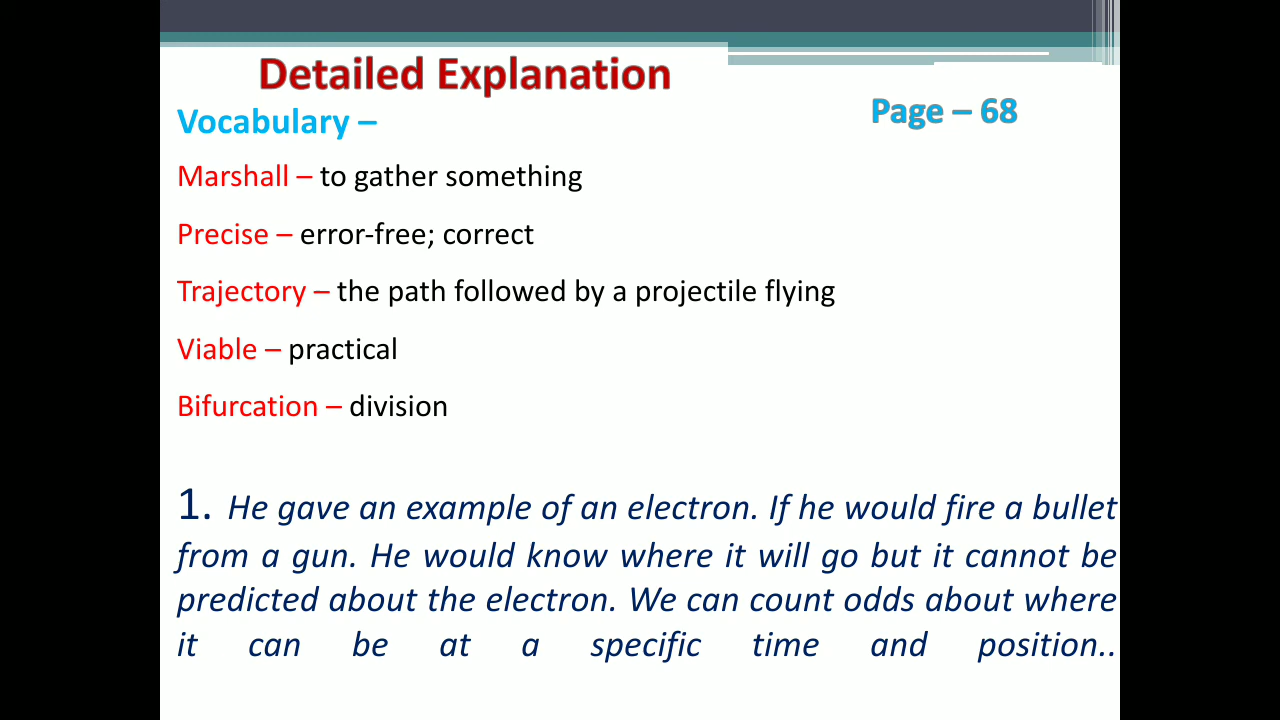 Detailed Explanation
Vocabulary –
Page – 68
Marshall – to gather something
Precise – error-free; correct
Trajectory – the path followed by a projectile flying
Viable – practical
Bifurcation – division
1. He gave an example of an electron. If he would fire a bullet
from a gun. He would know where it will go but it cannot be
predicted about the electron. We can count odds about where
it can be at a specific time and position..